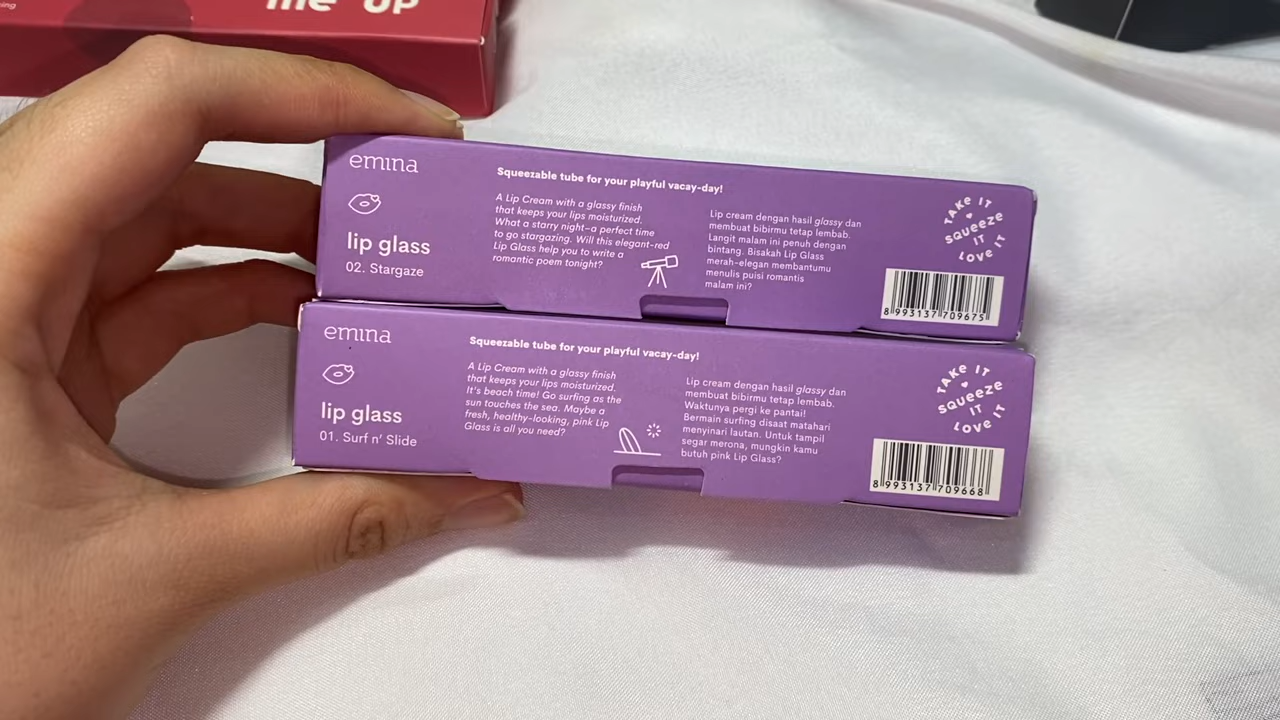 ing
me UP
emina
lip glass
02. Stargaze
Squeezable tube for your playful vacay-day!
A Lip Cream with a glassy finish
that keeps your lips moisturized.
What a starry night–a perfect time
to go stargazing. Will this elegant-red
Lip Glass help you to write a
romantic poem tonight?
Lip cream dengan hasil glassy dan
membuat bibirmu tetap lembab.
Langit malam ini penuh dengan
bintang. Bisakah Lip Glass
merah-elegan membantumu
menulis puisi romantis
malam ini?
TAKE IT
squeeze
IT
LOVE IT
8 993137 709675
emina
lip glass
01. Surf n' Slide
Squeezable tube for your playful vacay-day!
A Lip Cream with a glassy finish
that keeps your lips moisturized.
It's beach time! Go surfing as the
sun touches the sea. Maybe a
fresh, healthy-looking, pink Lip
Glass is all you need?
Lip cream dengan hasil glassy dan
membuat bibirmu tetap lembab.
Waktunya pergi ke pantai!
Bermain surfing disaat matahari
menyinari lautan. Untuk tampil
segar merona, mungkin kamu
butuh pink Lip Glass?
TAKE IT
squeeze
IT
LOVE IT
8 993137 709668